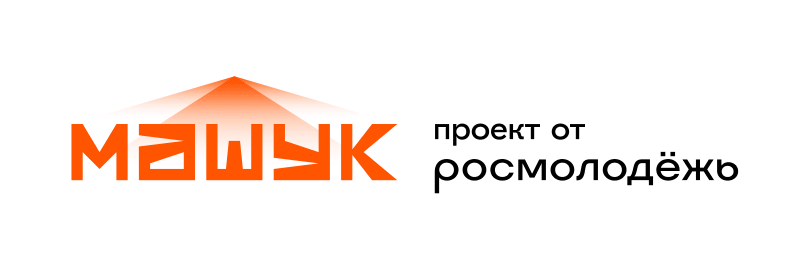 машук
проект от
росмолодёжь